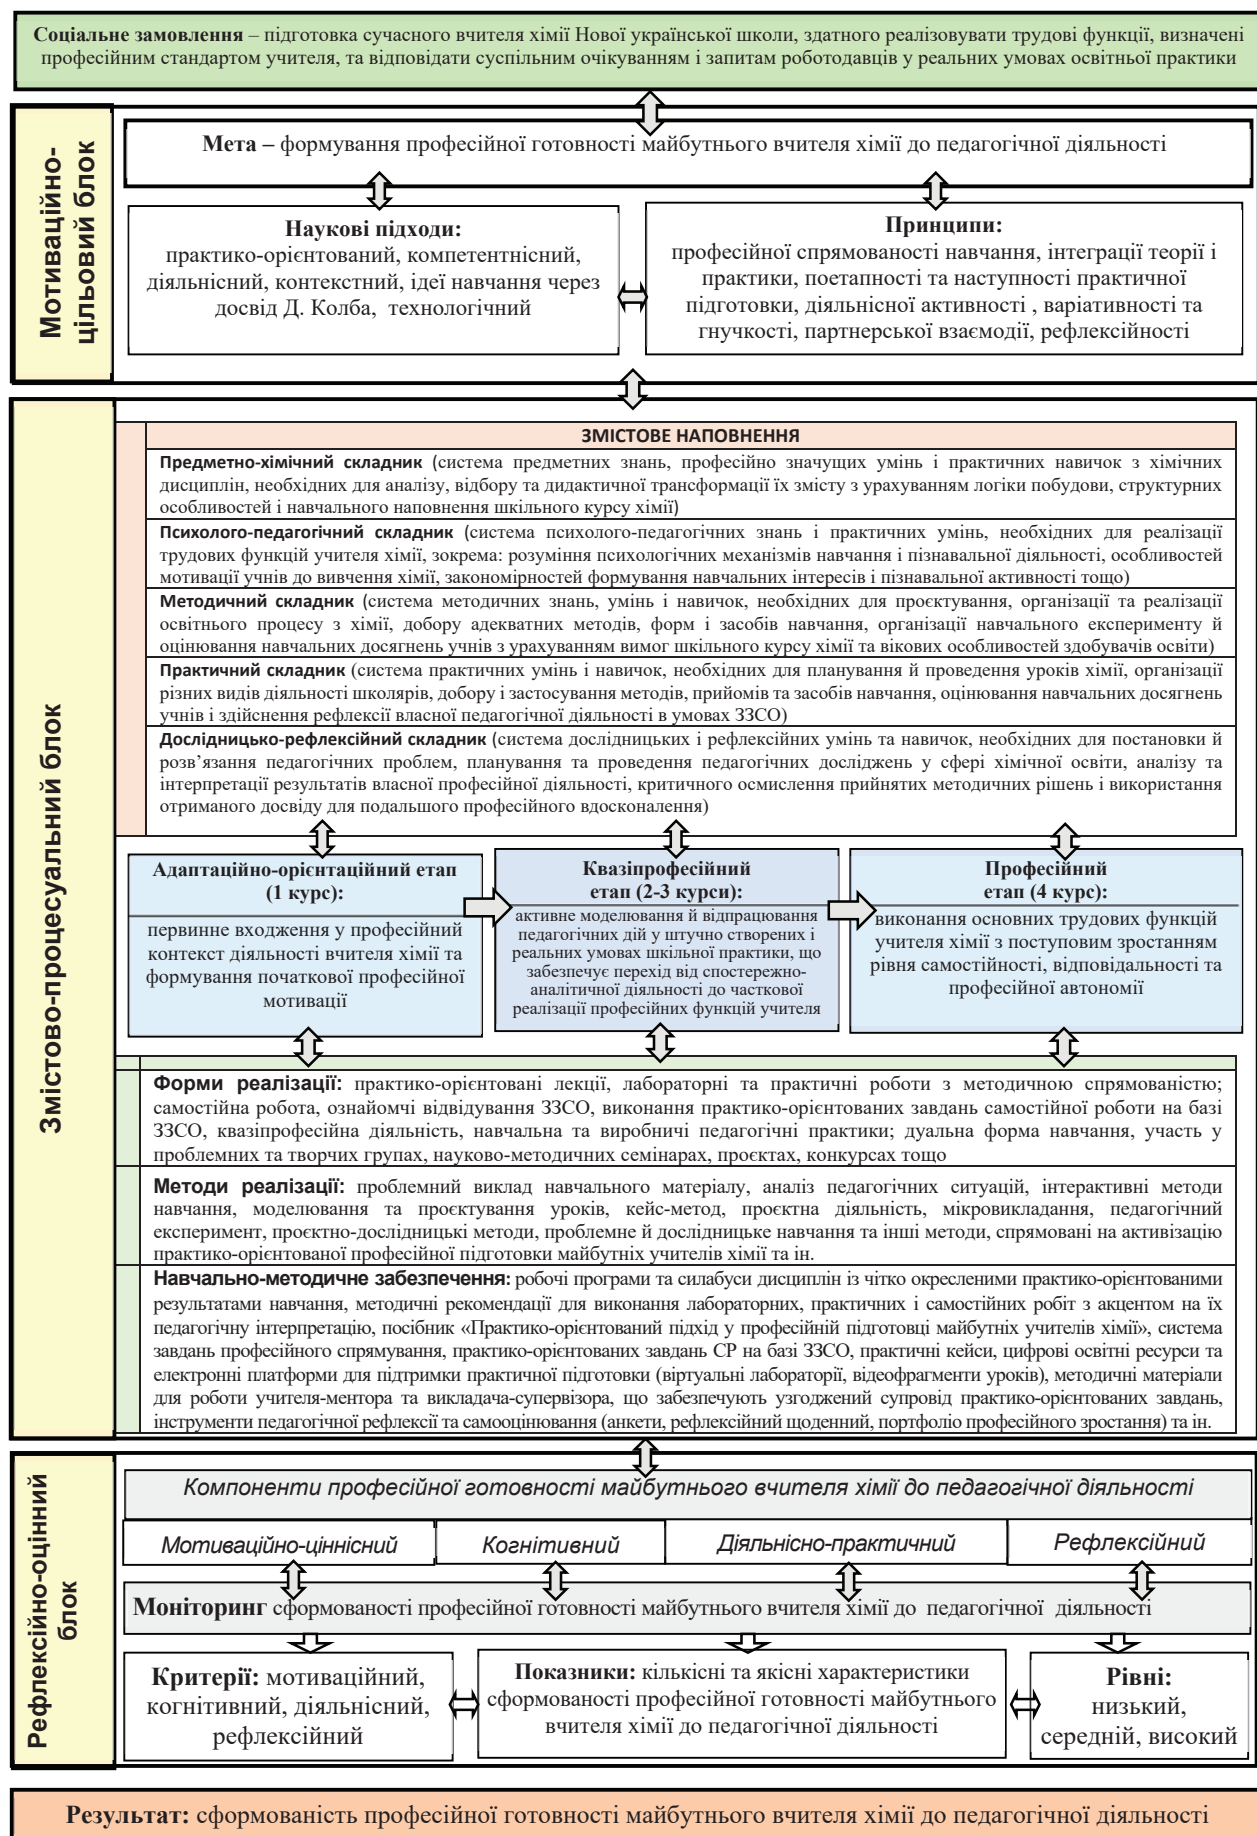 Соціальне замовлення – підготовка сучасного вчителя хімії Нової української школи, здатного реалізовувати трудові функції, визначені
професійним стандартом учителя, та відповідати суспільним очікуванням і запитам роботодавців у реальних умовах освітньої практики
Мотиваційно-
цільовий блок
Мета – формування професійної готовності майбутнього вчителя хімії до педагогічної діяльності
Наукові підходи:
практико-орієнтований, компетентнісний,
діяльнісний, контекстний, ідеї навчання через
досвід Д. Колба, технологічний
Принципи:
професійної спрямованості навчання, інтеграції теорії і
практики, поетапності та наступності практичної
підготовки, діяльнісної активності , варіативності та
гнучкості, партнерської взаємодії, рефлексійності
Змістово-процесуальний блок
ЗМІСТОВЕ НАПОВНЕННЯ
Предметно-хімічний складник (система предметних знань, професійно значущих умінь і практичних навичок з хімічних
дисциплін, необхідних для аналізу, відбору та дидактичної трансформації їх змісту з урахуванням логіки побудови, структурних
особливостей і навчального наповнення шкільного курсу хімії)
Психолого-педагогічний складник (система психолого-педагогічних знань і практичних умінь, необхідних для реалізації
трудових функцій учителя хімії, зокрема: розуміння психологічних механізмів навчання і пізнавальної діяльності, особливостей
мотивації учнів до вивчення хімії, закономірностей формування навчальних інтересів і пізнавальної активності тощо)
Методичний складник (система методичних знань, умінь і навичок, необхідних для проєктування, організації та реалізації
освітнього процесу з хімії, добору адекватних методів, форм і засобів навчання, організації навчального експерименту й
оцінювання навчальних досягнень учнів з урахуванням вимог шкільного курсу хімії та вікових особливостей здобувачів освіти)
Практичний складник (система практичних умінь і навичок, необхідних для планування й проведення уроків хімії, організації
різних видів діяльності школярів, добору і застосування методів, прийомів та засобів навчання, оцінювання навчальних досягнень
учнів і здійснення рефлексії власної педагогічної діяльності в умовах ЗЗСО)
Дослідницько-рефлексійний складник (система дослідницьких і рефлексійних умінь та навичок, необхідних для постановки й
розв’язання педагогічних проблем, планування та проведення педагогічних досліджень у сфері хімічної освіти, аналізу та
інтерпретації результатів власної професійної діяльності, критичного осмислення прийнятих методичних рішень і використання
отриманого досвіду для подальшого професійного вдосконалення)
Адаптаційно-орієнтаційний етап
(1 курс):
первинне входження у професійний
контекст діяльності вчителя хімії та
формування початкової професійної
мотивації
Квазіпрофесійний
етап (2-3 курси):
активне моделювання й відпрацювання
педагогічних дій у штучно створених і
реальних умовах шкільної практики, що
забезпечує перехід від спостережно-
аналітичної діяльності до часткової
реалізації професійних функцій учителя
Професійний
етап (4 курс):
виконання основних трудових функцій
учителя хімії з поступовим зростанням
рівня самостійності, відповідальності та
професійної автономії
Форми реалізації: практико-орієнтовані лекції, лабораторні та практичні роботи з методичною спрямованістю;
самостійна робота, ознайомчі відвідування ЗЗСО, виконання практико-орієнтованих завдань самостійної роботи на базі
ЗЗСО, квазіпрофесійна діяльність, навчальна та виробничі педагогічні практики; дуальна форма навчання, участь у
проблемних та творчих групах, науково-методичних семінарах, проєктах, конкурсах тощо
Методи реалізації: проблемний виклад навчального матеріалу, аналіз педагогічних ситуацій, інтерактивні методи
навчання, моделювання та проєктування уроків, кейс-метод, проєктна діяльність, мікровикладання, педагогічний
експеримент, проєктно-дослідницькі методи, проблемне й дослідницьке навчання та інші методи, спрямовані на активізацію
практико-орієнтованої професійної підготовки майбутніх учителів хімії та ін.
Навчально-методичне забезпечення: робочі програми та силабуси дисциплін із чітко окресленими практико-орієнтованими
результатами навчання, методичні рекомендації для виконання лабораторних, практичних і самостійних робіт з акцентом на їх
педагогічну інтерпретацію, посібник «Практико-орієнтований підхід у професійній підготовці майбутніх учителів хімії», система
завдань професійного спрямування, практико-орієнтованих завдань СР на базі ЗЗСО, практичні кейси, цифрові освітні ресурси та
електронні платформи для підтримки практичної підготовки (віртуальні лабораторії, відеофрагменти уроків), методичні матеріали
для роботи учителя-ментора та викладача-супервізора, що забезпечують узгоджений супровід практико-орієнтованих завдань,
інструменти педагогічної рефлексії та самооцінювання (анкети, рефлексійний щоденний, портфоліо професійного зростання) та ін.
Рефлексійно-оцінний
блок
Компоненти професійної готовності майбутнього вчителя хімії до педагогічної діяльності
Мотиваційно-ціннісний
Когнітивний
Діяльнісно-практичний
Рефлексійний
Моніторинг сформованості професійної готовності майбутнього вчителя хімії до педагогічної діяльності
Критерії: мотиваційний,
когнітивний, діяльнісний,
рефлексійний
Показники: кількісні та якісні характеристики
сформованості професійної готовності майбутнього
вчителя хімії до педагогічної діяльності
Рівні:
низький,
середній, високий
Результат: сформованість професійної готовності майбутнього вчителя хімії до педагогічної діяльності